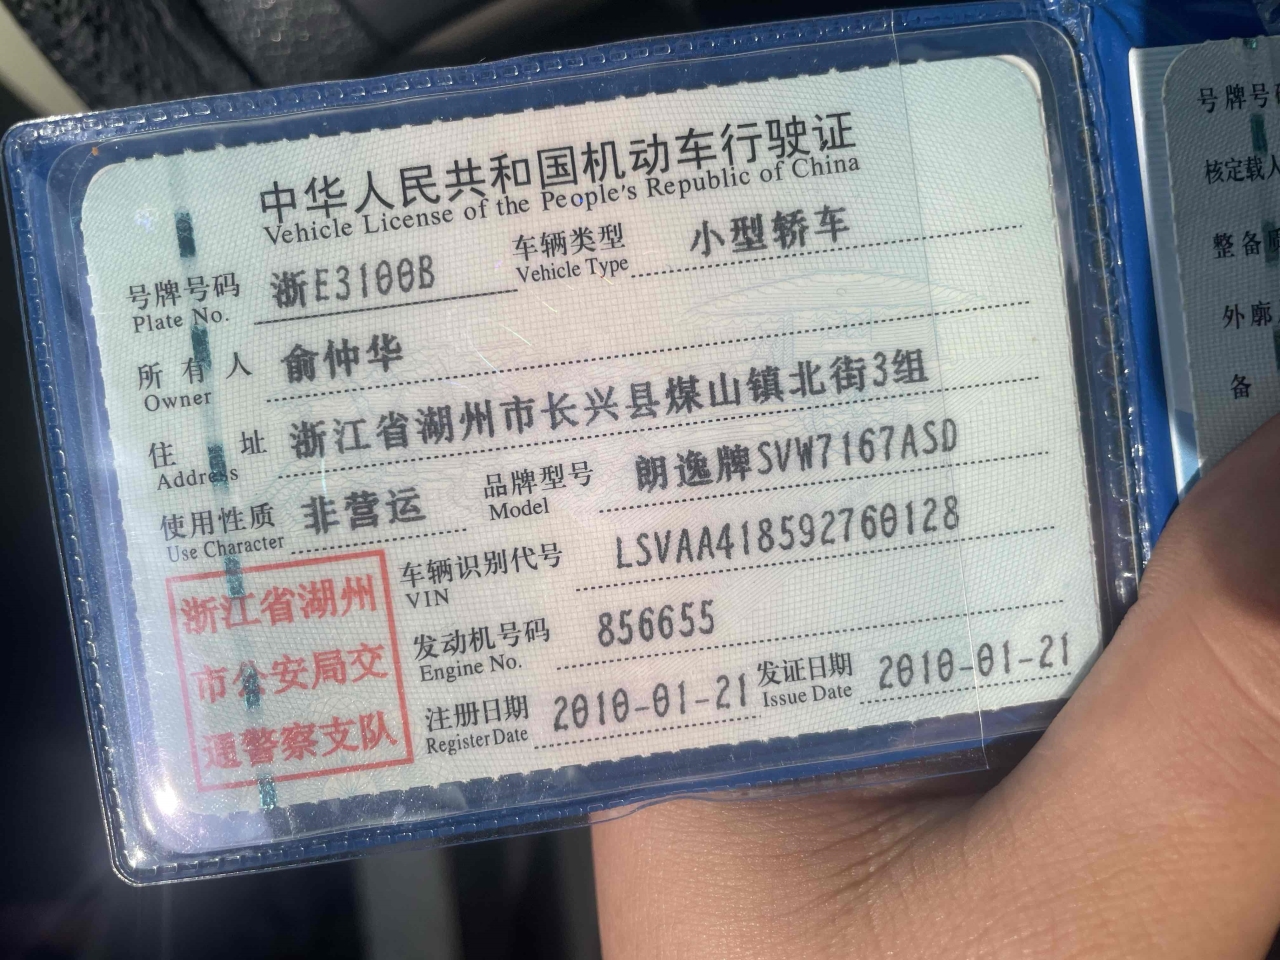 中华人民共和国机动车行驶证
Vehicle License of the People's Republic of China
号牌号码 浙E3100B 车辆类型 小型轿车
Plate No. Vehicle Type
所有人 俞仲华
Owner
住址 浙江省湖州市长兴县煤山镇北街3组
Address
使用性质 非营运 品牌型号 朗逸牌SVW7167ASD
Use Character Model
车辆识别代号 LSVAA418592760128
VIN
发动机号码 856655
Engine No.
注册日期 2010-01-21 发证日期 2010-01-21
Register Date Issue Date
浙江省湖州
市公安局交
通警察支队
号牌号
核定载人
整备
外廓
备